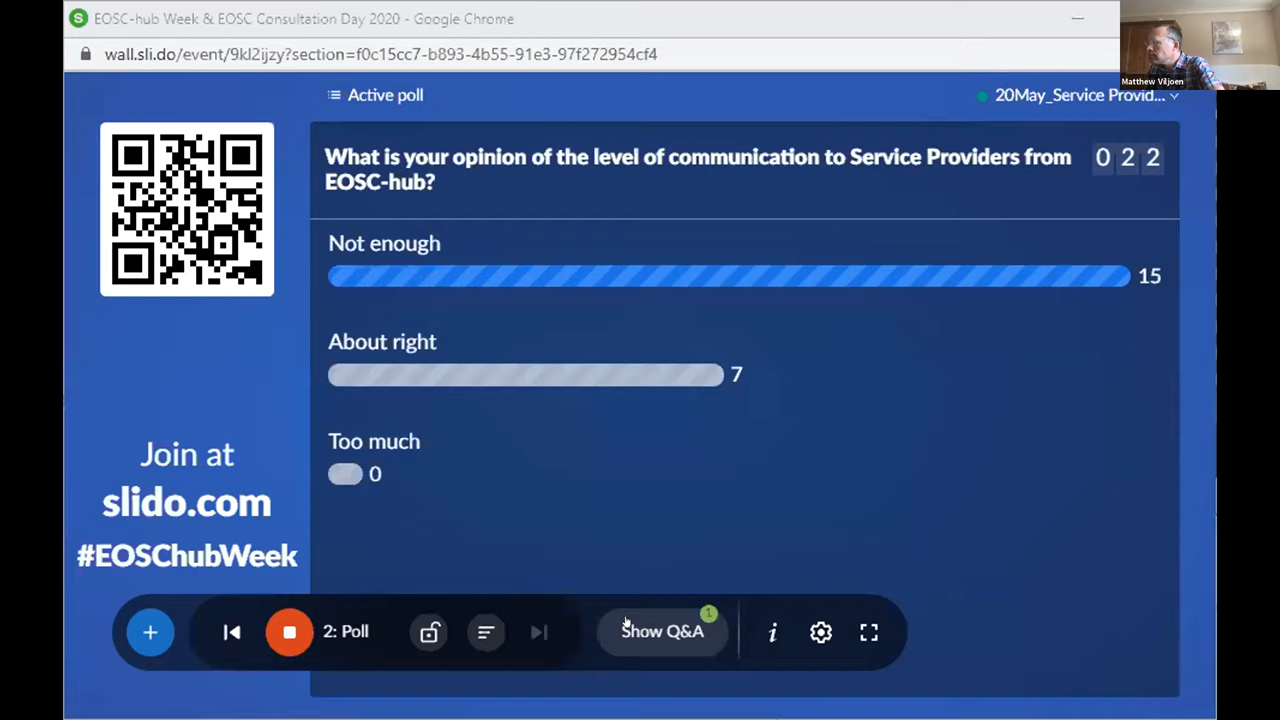 EOSC-hub Week & EOSC Consultation Day 2020 - Google Chrome
wall.sli.do/event/9kl2ijzy?section=f0c15cc7-b893-4b55-91e3-97f272954cf4
Matthew Viljoen
Active poll
20May_Service Provid...
What is your opinion of the level of communication to Service Providers from
EOSC-hub?
022
Not enough
15
About right
7
Too much
0
Join at
slido.com
#EOSChubWeek
2: Poll
Show Q&A
1